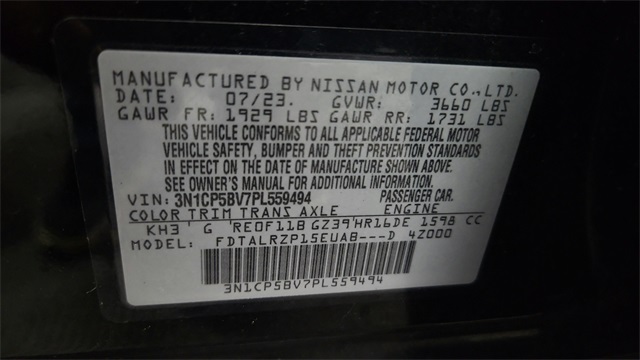 MANUFACTURED BY NISSAN MOTOR CO.,LTD.
DATE: 07/23. GVWR: 3660 LBS
GAWR FR: 1929 LBS GAWR RR: 1731 LBS
THIS VEHICLE CONFORMS TO ALL APPLICABLE FEDERAL MOTOR
VEHICLE SAFETY, BUMPER AND THEFT PREVENTION STANDARDS
IN EFFECT ON THE DATE OF MANUFACTURE SHOWN ABOVE.
SEE OWNER'S MANUAL FOR ADDITIONAL INFORMATION.
VIN: 3N1CP5BV7PL559494 PASSENGER CAR.
COLOR TRIM TRANS AXLE ENGINE
KH3' G RE0F11B GZ39'HR16DE 1598 CC
MODEL: FDTALRZP15EUAB---D 4Z000
3N1CP5BV7PL559494